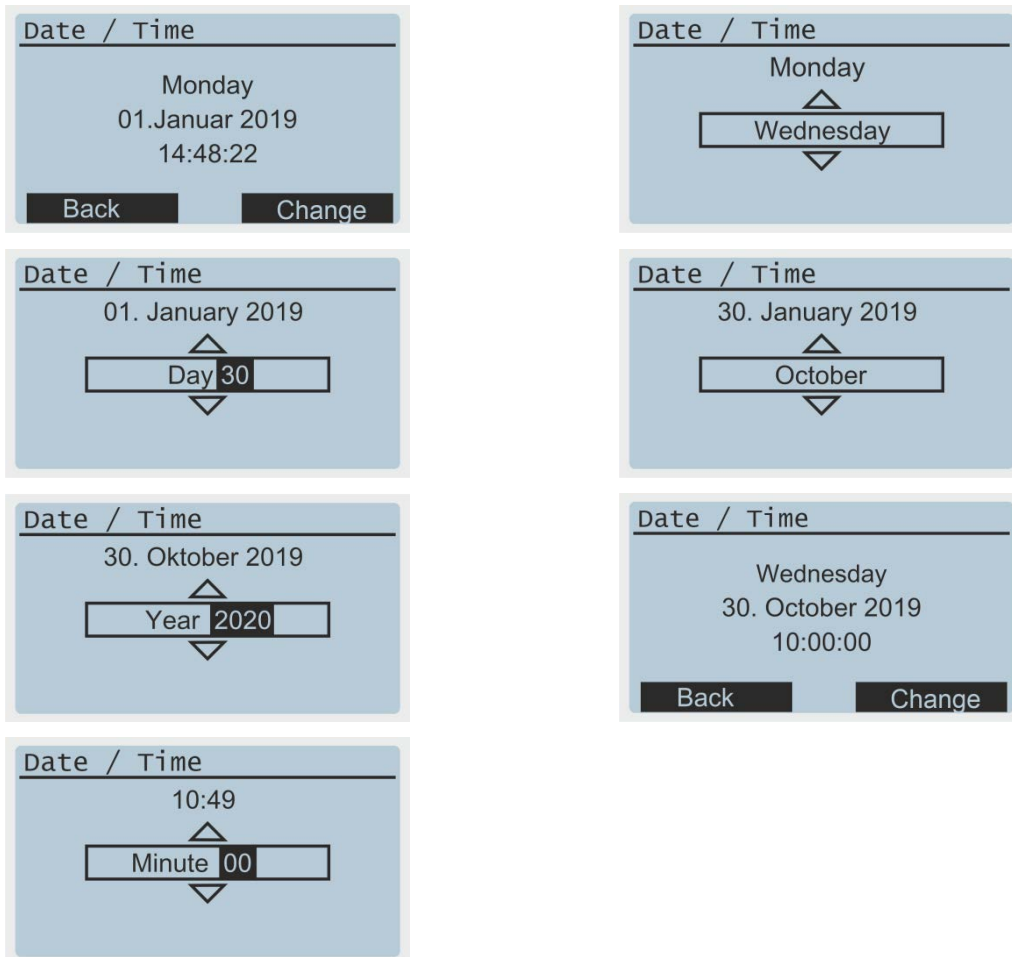 Date / Time
Monday
01.Januar 2019
14:48:22
Back Change
Date / Time
Monday
Wednesday
Date / Time
01. January 2019
Day 30
Date / Time
30. January 2019
October
Date / Time
30. Oktober 2019
Year 2020
Date / Time
Wednesday
30. October 2019
10:00:00
Back Change
Date / Time
10:49
Minute 00